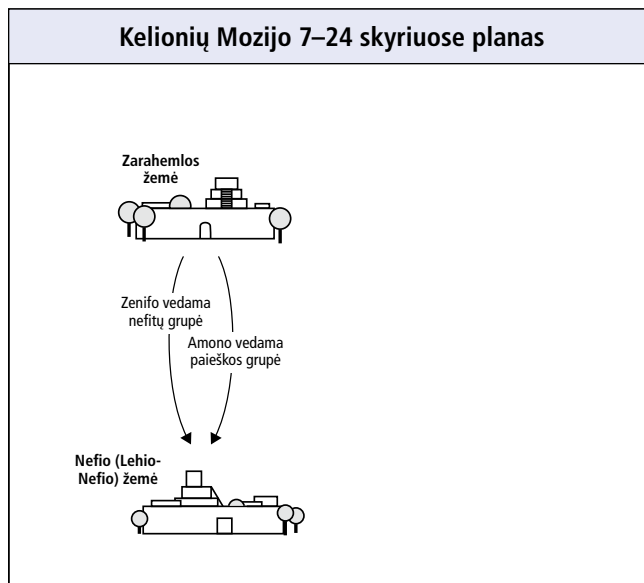 Kelionių Mozijo 7–24 skyriuose planas
Zarahemlos
žemė
Zenifo vedama
nefitų grupė
Amono vedama
paieškos grupė
Nefio (Lehio-
Nefio) žemė